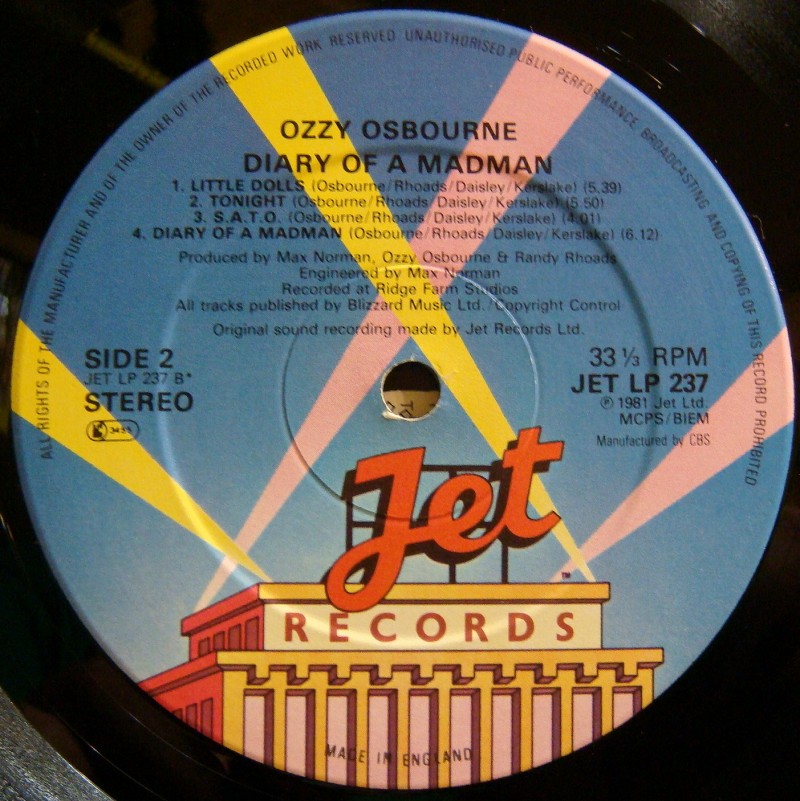 ALL RIGHTS OF THE MANUFACTURER AND OF THE OWNER OF THE RECORDED WORK RESERVED UNAUTHORISED PUBLIC PERFORMANCE BROADCASTING AND COPYING OF THIS RECORD PROHIBITED
OZZY OSBOURNE
DIARY OF A MADMAN
1. LITTLE DOLLS (Osbourne/Rhoads/Daisley/Kerslake) (5.39)
2. TONIGHT (Osbourne/Rhoads/Daisley/Kerslake) (5 50)
3. S.A.T.O. (Osbourne/Rhoads/Daisley/Kerslake) (4.01)
4. DIARY OF A MADMAN (Osbourne/Rhoads/Daisley/Kerslake) (6.12)
Produced by Max Norman, Ozzy Osbourne & Randy Rhoads
Engineered by Max Norman
Recorded at Ridge Farm Studios
All tracks published by Blizzard Music Ltd./Copyright Control
Original sound recording made by Jet Records Ltd.
SIDE 2
JET LP 237 B*
STEREO
33 ⅓ RPM
JET LP 237
℗ 1981 Jet Ltd.
MCPS/BIEM
Manufactured by CBS
Jet
™
RECORDS
MADE IN ENGLAND